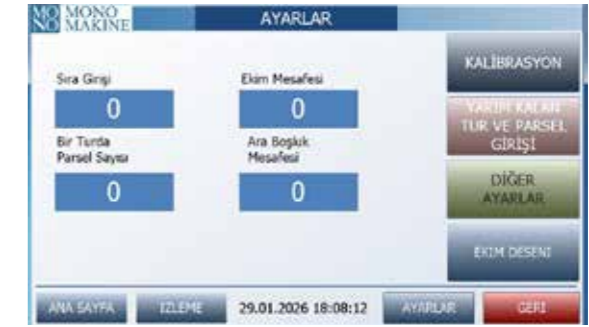 MONO
MAKINE
AYARLAR
Sıra Girişi
Ekim Mesafesi
0
0
Bir Turda
Parsel Sayısı
Ara Boşluk
Mesafesi
0
0
KALİBRASYON
YARIM KALAN
TUR VE PARSEL
GİRİŞİ
DİĞER
AYARLAR
EKIM DESENI
ANA SAYFA
IZLEME
29.01.2026 18:08:12
AYARLAR
GERI